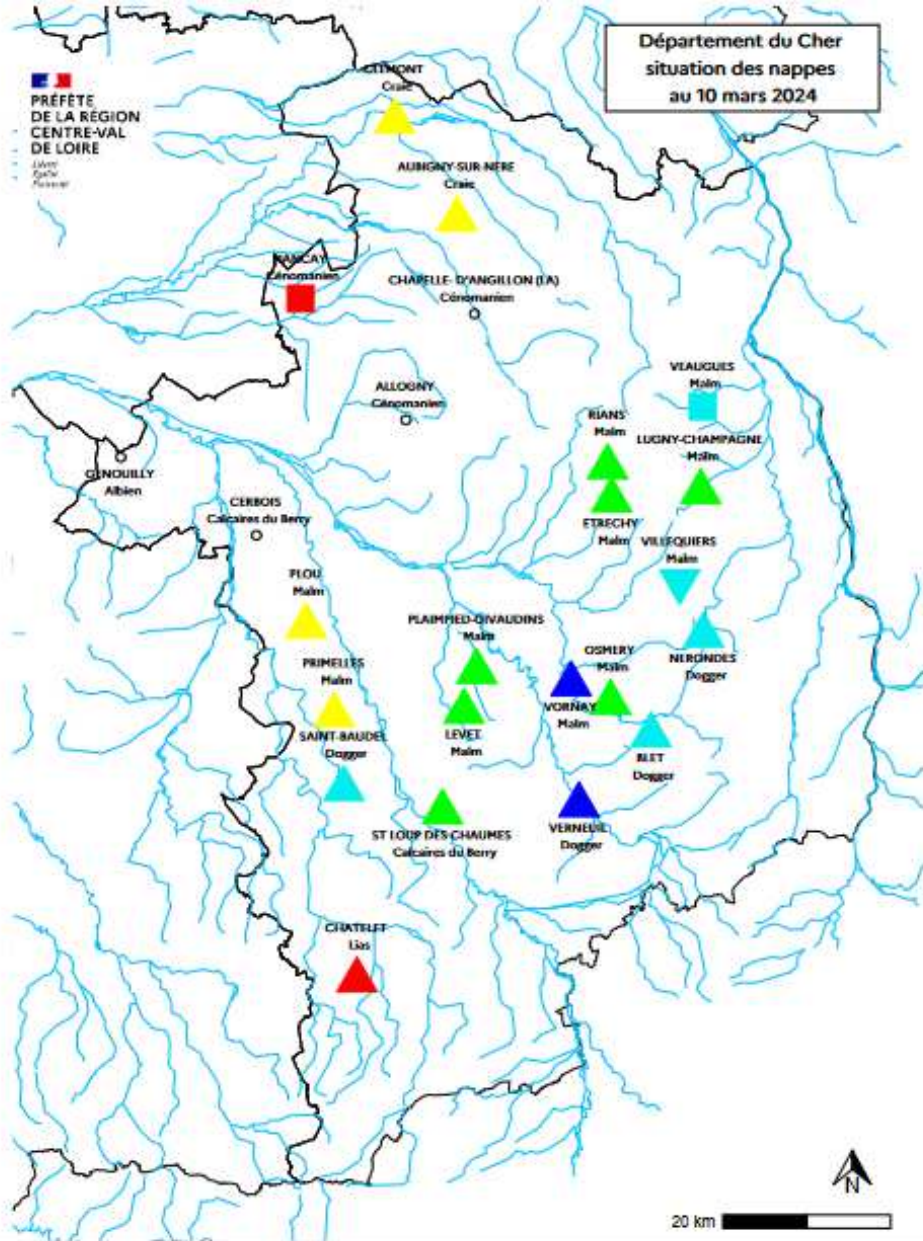 Département du Cher
situation des nappes
au 10 mars 2024
PRÉFÈTE
DE LA RÉGION
CENTRE-VAL
DE LOIRE
Liberté
Égalité
Fraternité
CLEMONT
Craie
AUBIGNY-SUR-NERE
Craie
NANCAY
Cénomanien
CHAPELLE- D'ANGILLON (LA)
Cénomanien
VEAUGUES
Malm
ALLOGNY
Cénomanien
RIANS
Malm
LUGNY-CHAMPAGNE
Malm
GENOUILLY
Albien
CERBOIS
Calcaires du Berry
ETRECHY
Malm
VILLEQUIERS
Malm
PLOU
Malm
PLAIMPIED-GIVAUDINS
Malm
OSMERY
Malm
NERONDES
Dogger
PRIMELLES
Malm
VORNAY
Malm
SAINT-BAUDEL
Dogger
LEVET
Malm
BLET
Dogger
ST LOUP DES CHAUMES
Calcaires du Berry
VERNEUIL
Dogger
CHATELET
Lias
N
20 km